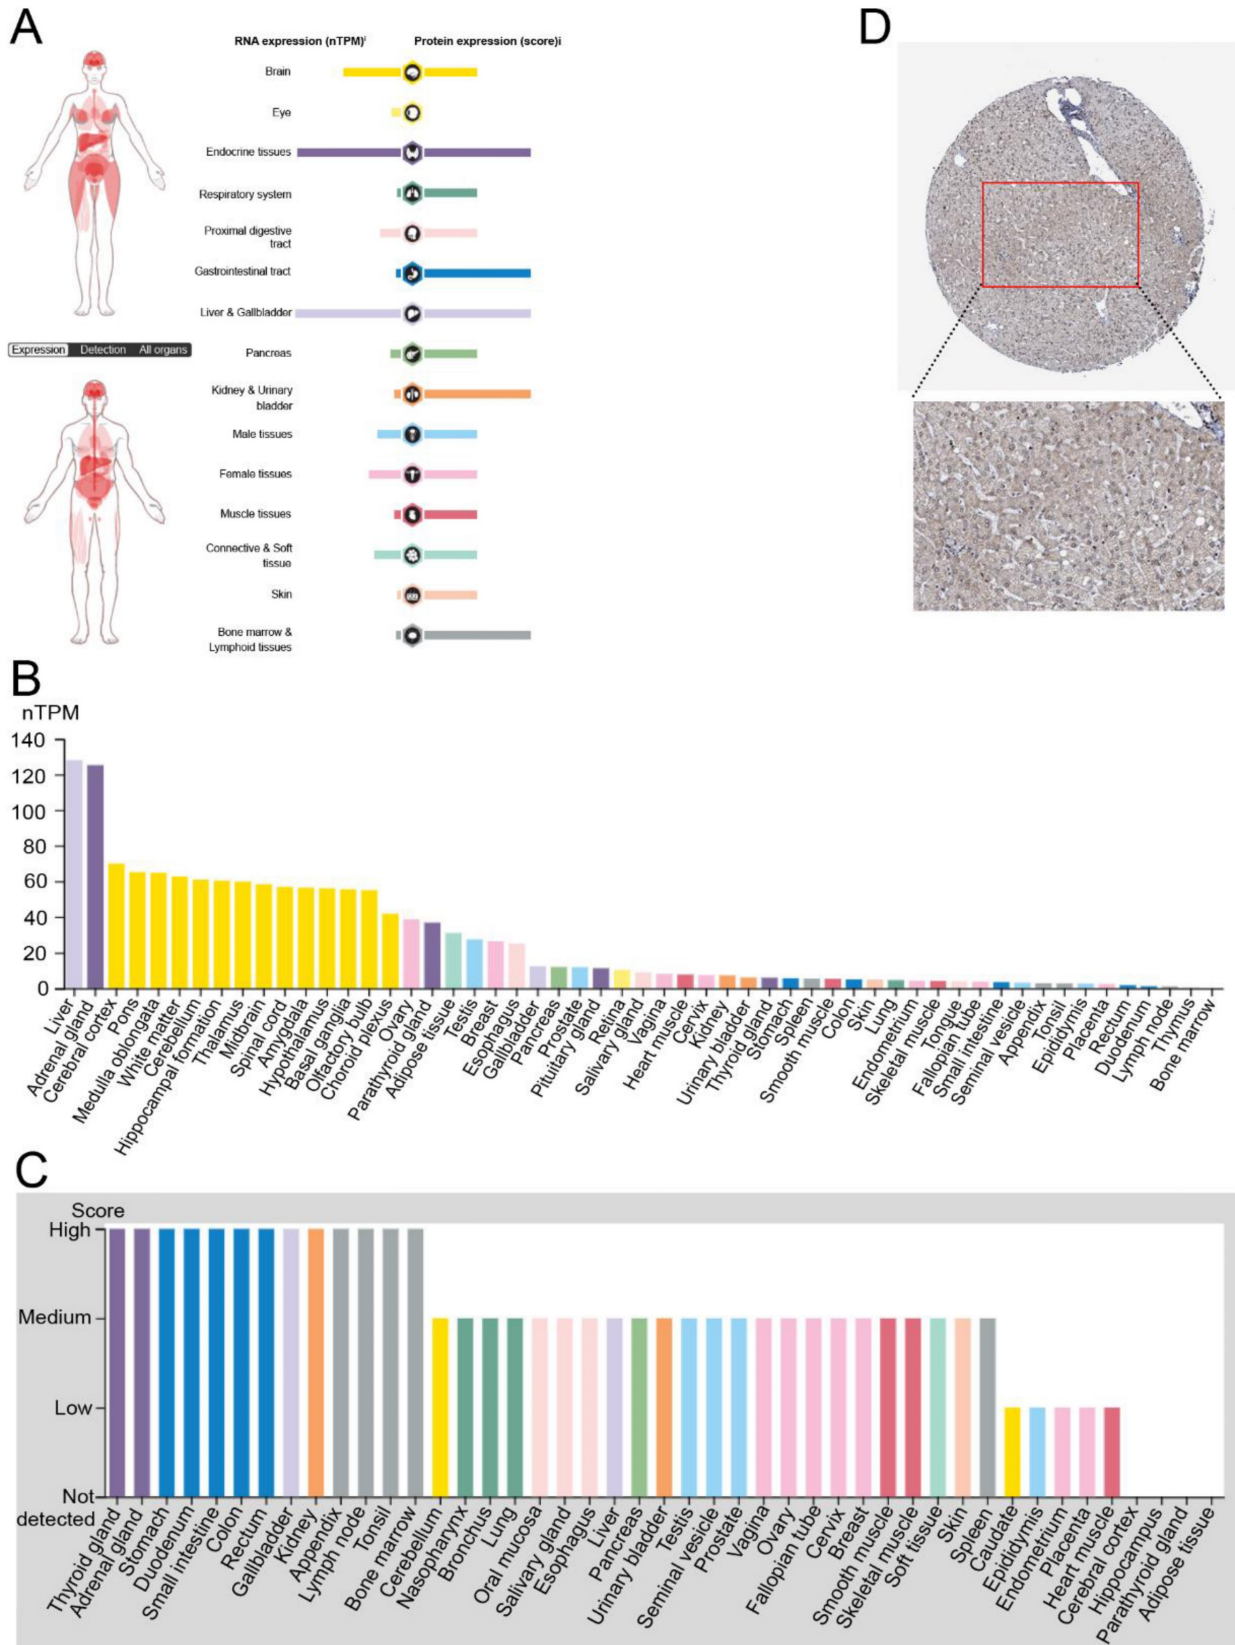 A
RNA expression (nTPM)i
Protein expression (score)i
Brain
Eye
Endocrine tissues
Respiratory system
Proximal digestive
tract
Gastrointestinal tract
Liver & Gallbladder
Pancreas
Kidney & Urinary
bladder
Male tissues
Female tissues
Muscle tissues
Connective & Soft
tissue
Skin
Bone marrow &
Lymphoid tissues
Expression
Detection
All organs
D
B
nTPM
140
120
100
80
60
40
20
0
Liver
Adrenal gland
Cerebral cortex
Pons
Medulla oblongata
White matter
Cerebellum
Hippocampal formation
Thalamus
Midbrain
Spinal cord
Amygdala
Hypothalamus
Basal ganglia
Olfactory bulb
Choroid plexus
Ovary
Parathyroid gland
Adipose tissue
Testis
Breast
Esophagus
Gallbladder
Pancreas
Prostate
Pituitary gland
Retina
Salivary gland
Vagina
Heart muscle
Cervix
Kidney
Urinary bladder
Thyroid gland
Stomach
Spleen
Smooth muscle
Colon
Skin
Lung
Endometrium
Skeletal muscle
Tongue
Fallopian tube
Small intestine
Seminal vesicle
Appendix
Tonsil
Epididymis
Placenta
Rectum
Duodenum
Lymph node
Thymus
Bone marrow
C
Score
High
Medium
Low
Not
detected
Thyroid gland
Adrenal gland
Stomach
Duodenum
Small intestine
Colon
Rectum
Gallbladder
Kidney
Appendix
Lymph node
Tonsil
Bone marrow
Cerebellum
Nasopharynx
Bronchus
Lung
Oral mucosa
Salivary gland
Esophagus
Liver
Pancreas
Urinary bladder
Testis
Seminal vesicle
Prostate
Vagina
Ovary
Fallopian tube
Cervix
Breast
Smooth muscle
Skeletal muscle
Soft tissue
Skin
Spleen
Caudate
Epididymis
Endometrium
Placenta
Heart muscle
Cerebral cortex
Hippocampus
Parathyroid gland
Adipose tissue